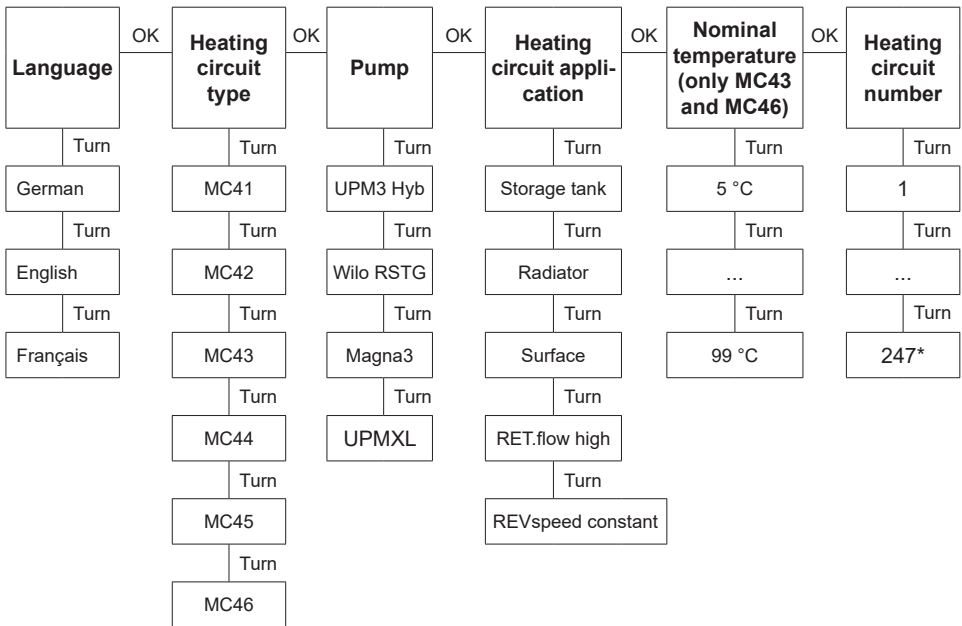 Language
OK
Heating
circuit
type
OK
Pump
OK
Heating
circuit appli-
cation
OK
Nominal
temperature
(only MC43
and MC46)
OK
Heating
circuit
number
Turn
Turn
Turn
Turn
Turn
Turn
German
MC41
UPM3 Hyb
Storage tank
5 °C
1
Turn
Turn
Turn
Turn
Turn
Turn
English
MC42
Wilo RSTG
Radiator
...
...
Turn
Turn
Turn
Turn
Turn
Turn
Français
MC43
Magna3
Surface
99 °C
247*
Turn
Turn
Turn
MC44
UPMXL
RET.flow high
Turn
Turn
MC45
REVspeed constant
Turn
MC46